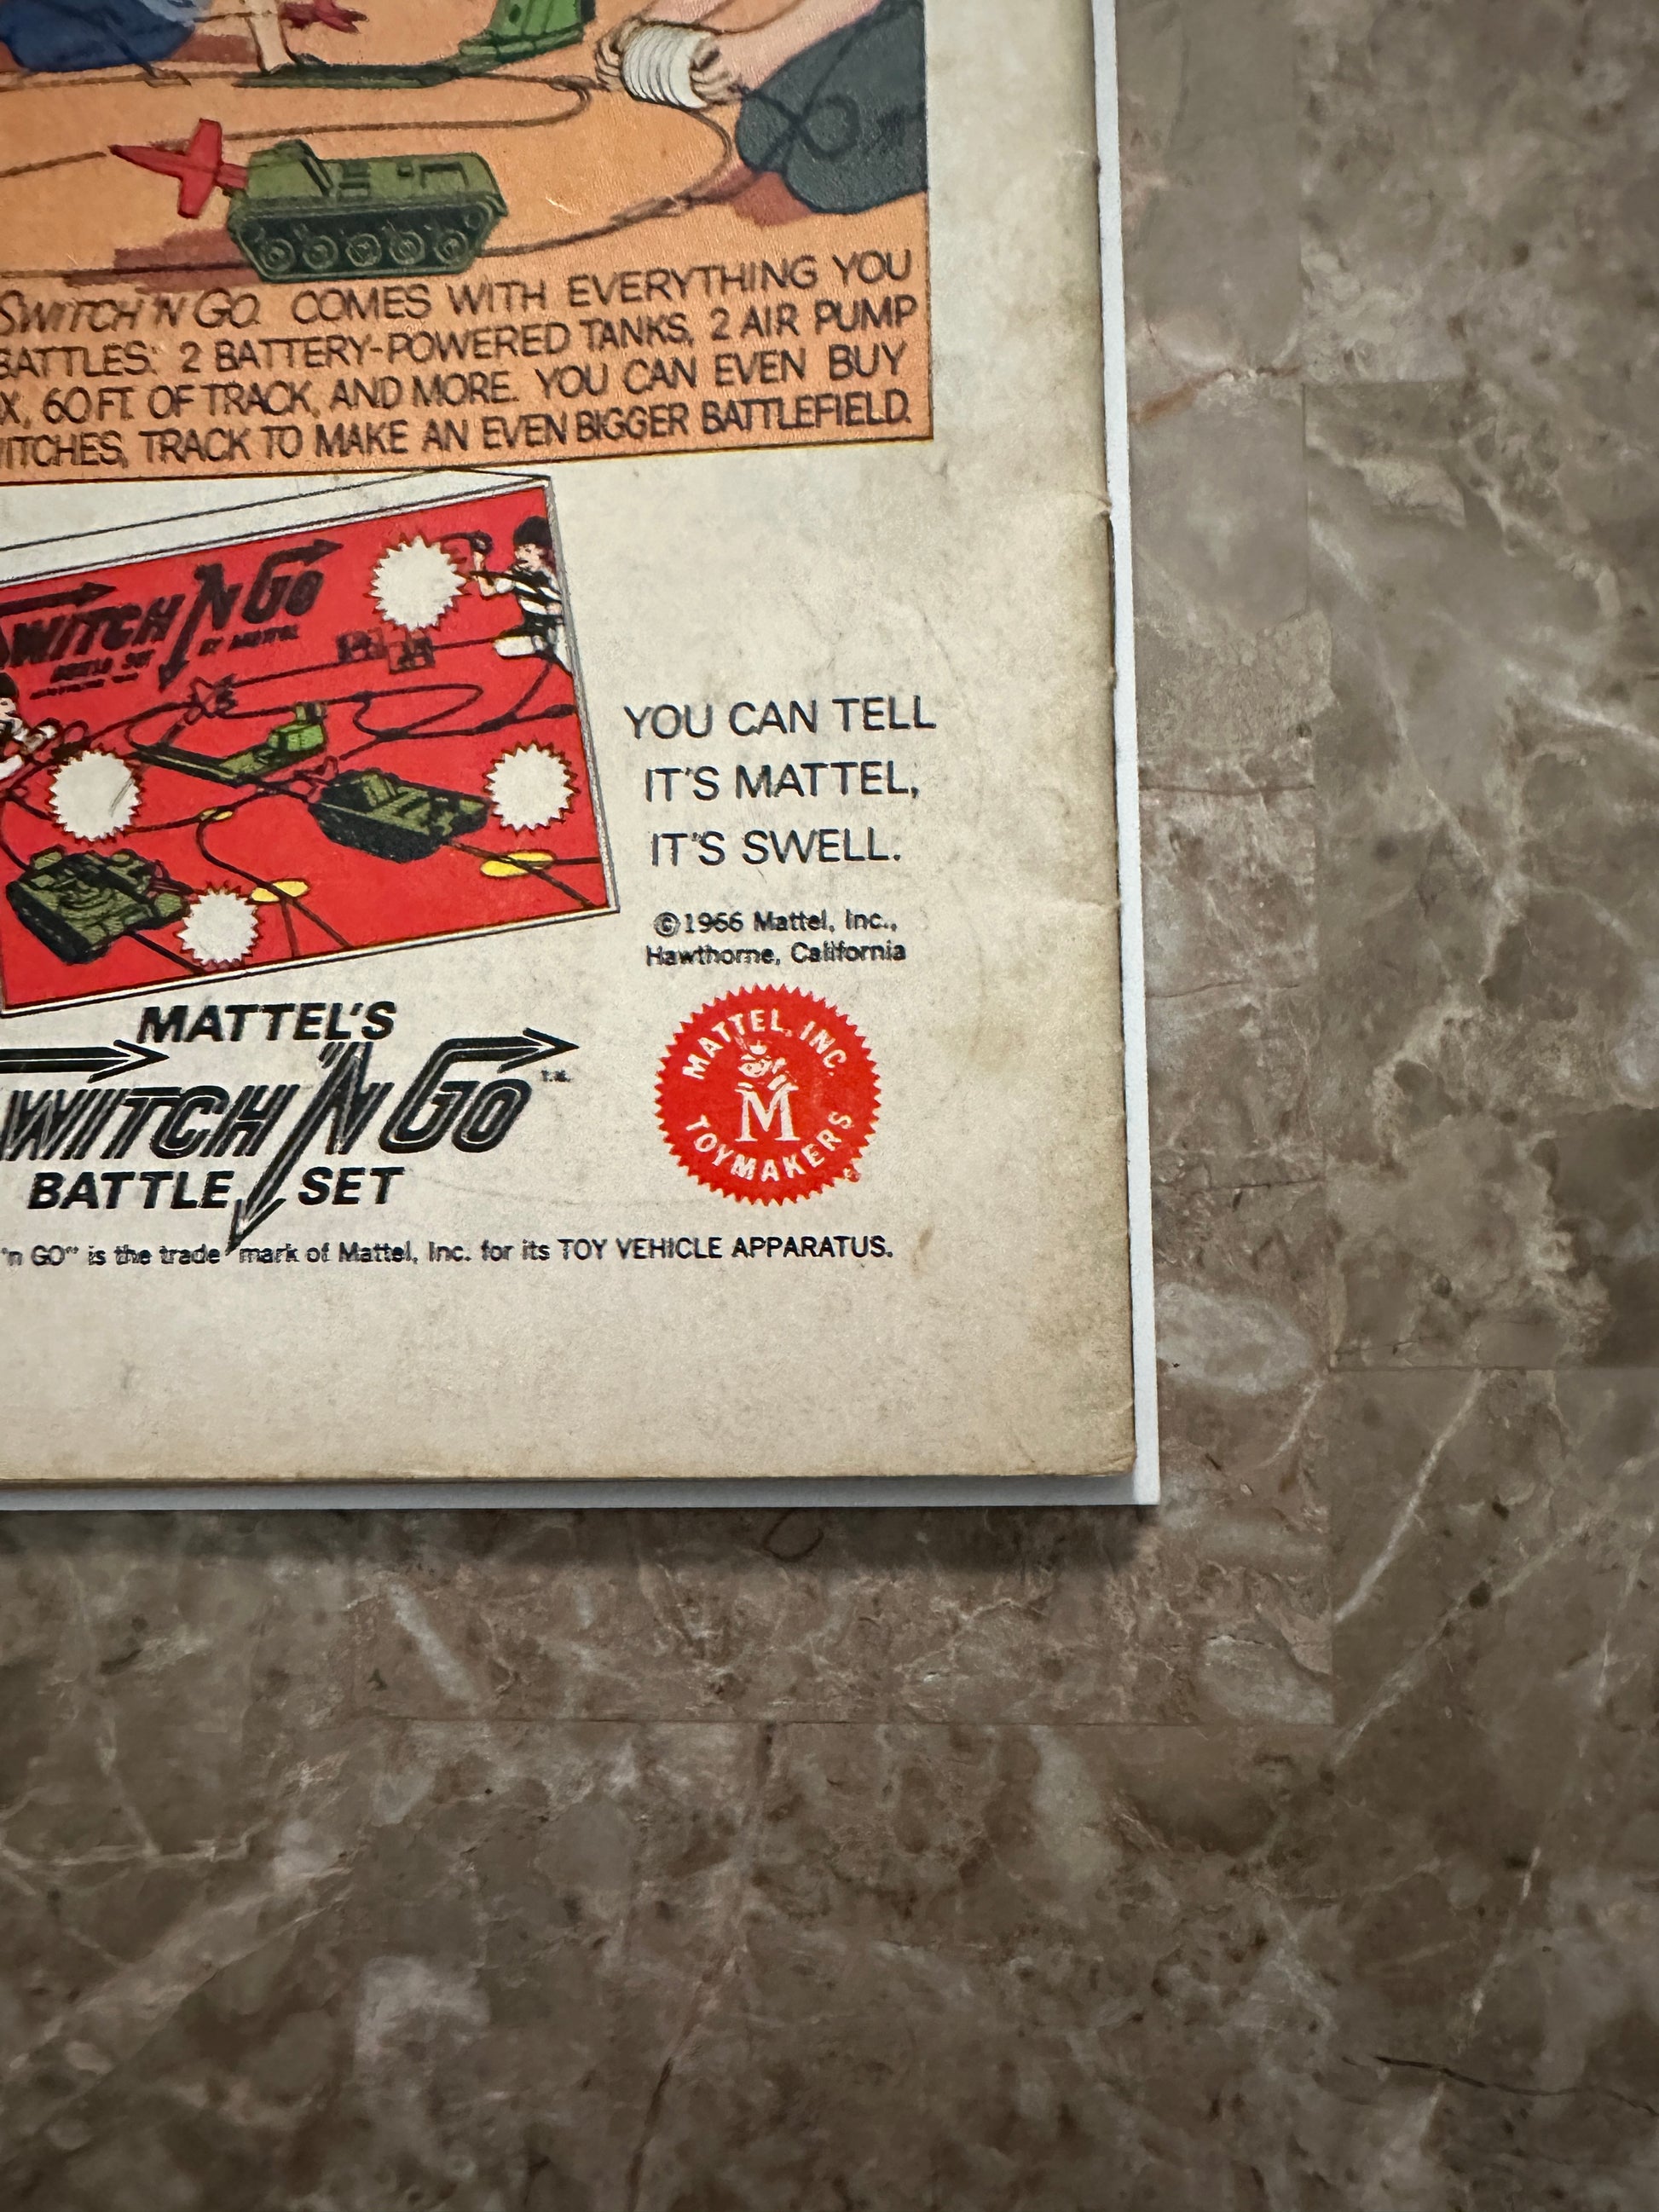 SWITCH 'N GO. COMES WITH EVERYTHING YOU
BATTLES: 2 BATTERY-POWERED TANKS, 2 AIR PUMP
X, 60 FT. OF TRACK, AND MORE. YOU CAN EVEN BUY
ITCHES, TRACK TO MAKE AN EVEN BIGGER BATTLEFIELD.
WITCH 'N GO
BY MATTEL
YOU CAN TELL
IT'S MATTEL,
IT'S SWELL.
©1966 Mattel, Inc.,
Hawthorne, California
MATTEL'S
WITCH 'N GO T.M.
BATTLE SET
MATTEL, INC.
M
TOYMAKERS
'n GO" is the trade mark of Mattel, Inc. for its TOY VEHICLE APPARATUS.